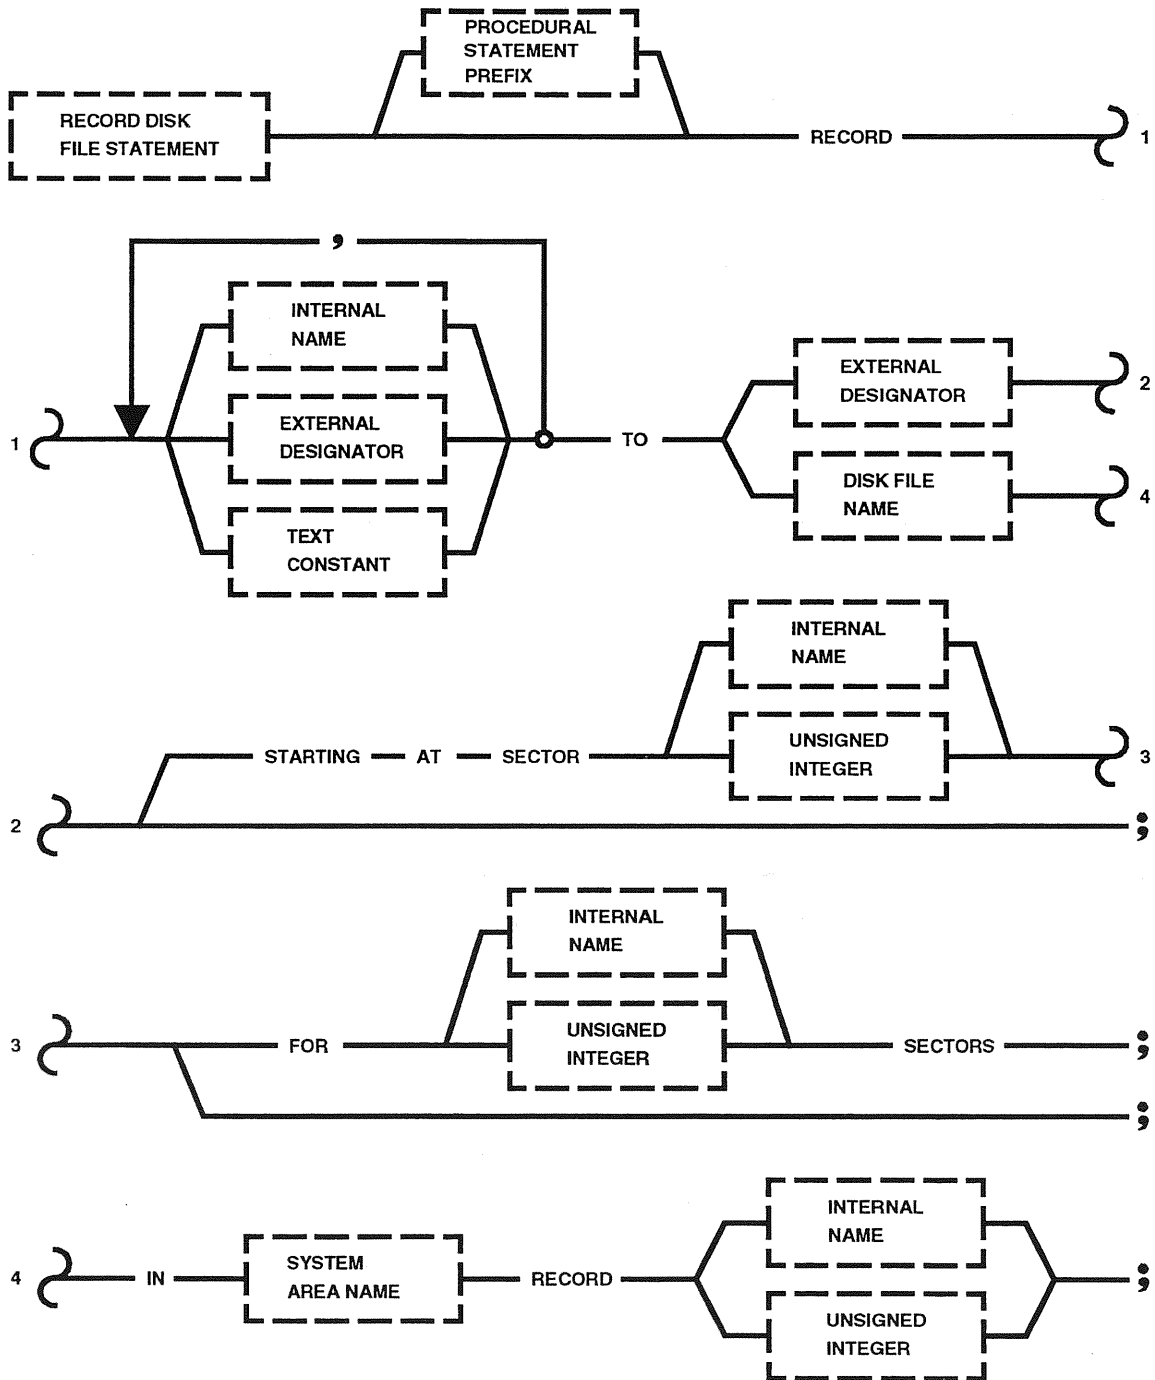 PROCEDURAL
STATEMENT
PREFIX
RECORD DISK
FILE STATEMENT
RECORD
1
,
INTERNAL
NAME
EXTERNAL
DESIGNATOR
TEXT
CONSTANT
1
TO
EXTERNAL
DESIGNATOR
2
DISK FILE
NAME
4
INTERNAL
NAME
STARTING AT SECTOR
UNSIGNED
INTEGER
3
2
;
INTERNAL
NAME
3
FOR
UNSIGNED
INTEGER
SECTORS
;
;
4
IN
SYSTEM
AREA NAME
RECORD
INTERNAL
NAME
UNSIGNED
INTEGER
;